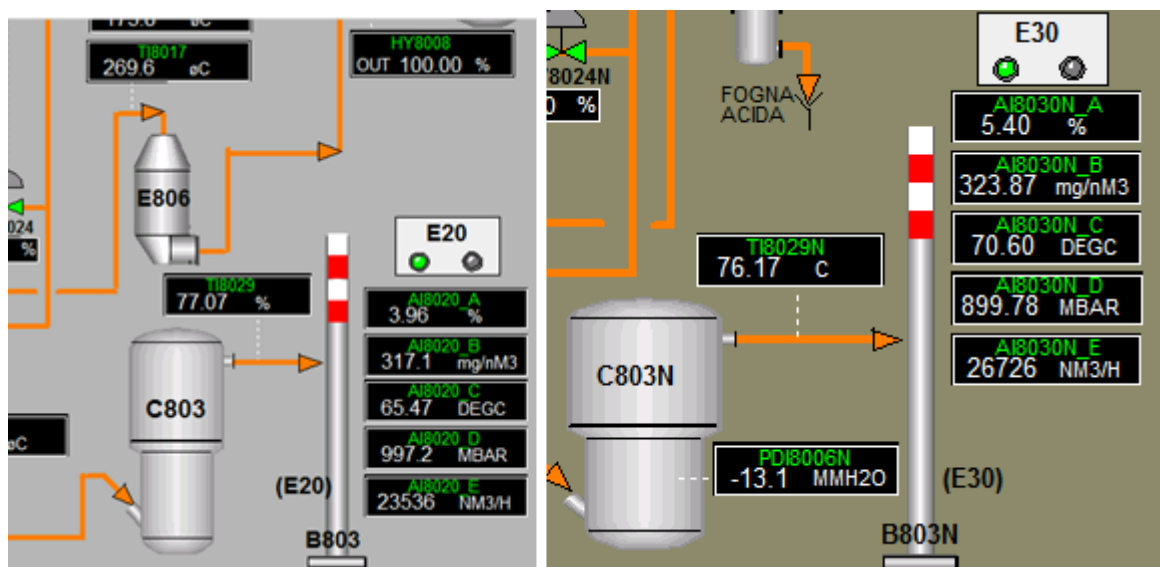 TI8017
269.6 øC
HY8008
OUT 100.00 %
E806
024
%
E20
TI8029
77.07 %
AI8020_A
3.96 %
AI8020_B
317.1 mg/nM3
C803
AI8020_C
65.47 DEGC
øC
AI8020_D
997.2 MBAR
(E20)
AI8020_E
23536 NM3/H
B803
E30
8024N
0 %
FOGNA
ACIDA
AI8030N_A
5.40 %
AI8030N_B
323.87 mg/nM3
TI8029N
76.17 C
AI8030N_C
70.60 DEGC
AI8030N_D
899.78 MBAR
AI8030N_E
26726 NM3/H
C803N
PDI8006N
-13.1 MMH2O
(E30)
B803N